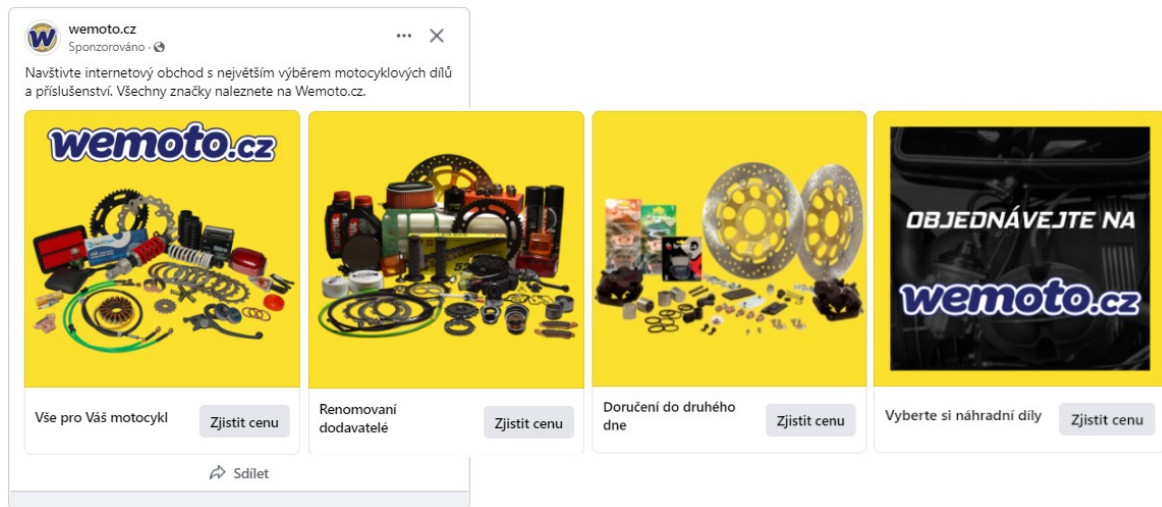 wemoto.cz
Sponzorováno ·
Navštivte internetový obchod s největším výběrem motocyklových dílů
a příslušenství. Všechny značky naleznete na Wemoto.cz.
wemoto.cz
OBJEDNÁVEJTE NA
wemoto.cz
Vše pro Váš motocykl
Zjistit cenu
Renomovaní
dodavatelé
Zjistit cenu
Doručení do druhého
dne
Zjistit cenu
Vyberte si náhradní díly
Zjistit cenu
Sdílet